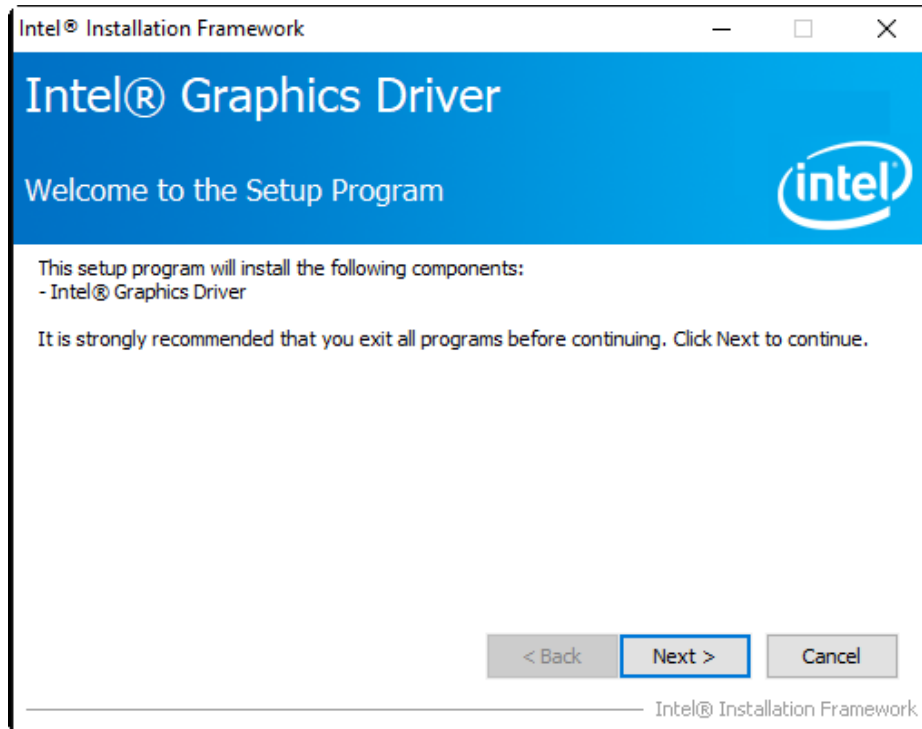 Intel® Installation Framework
Intel® Graphics Driver
Welcome to the Setup Program
intel
This setup program will install the following components:
- Intel® Graphics Driver
It is strongly recommended that you exit all programs before continuing. Click Next to continue.
< Back
Next >
Cancel
Intel® Installation Framework